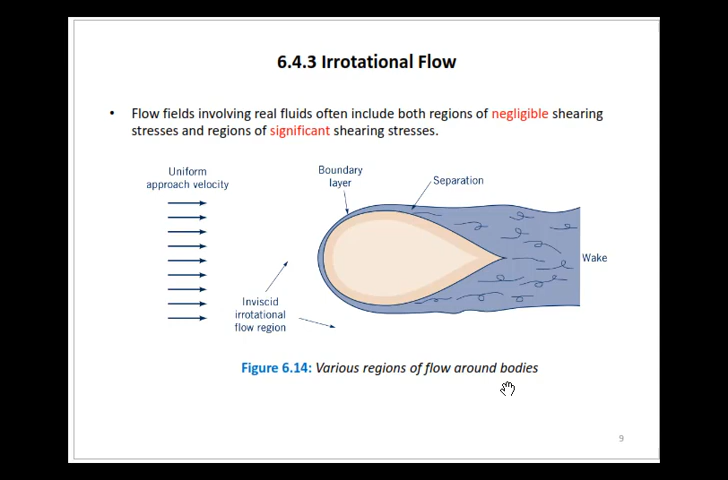 6.4.3 Irrotational Flow
• Flow fields involving real fluids often include both regions of negligible shearing
stresses and regions of significant shearing stresses.
Uniform
approach velocity
Boundary
layer
Separation
Wake
Inviscid
irrotational
flow region
Figure 6.14: Various regions of flow around bodies
9